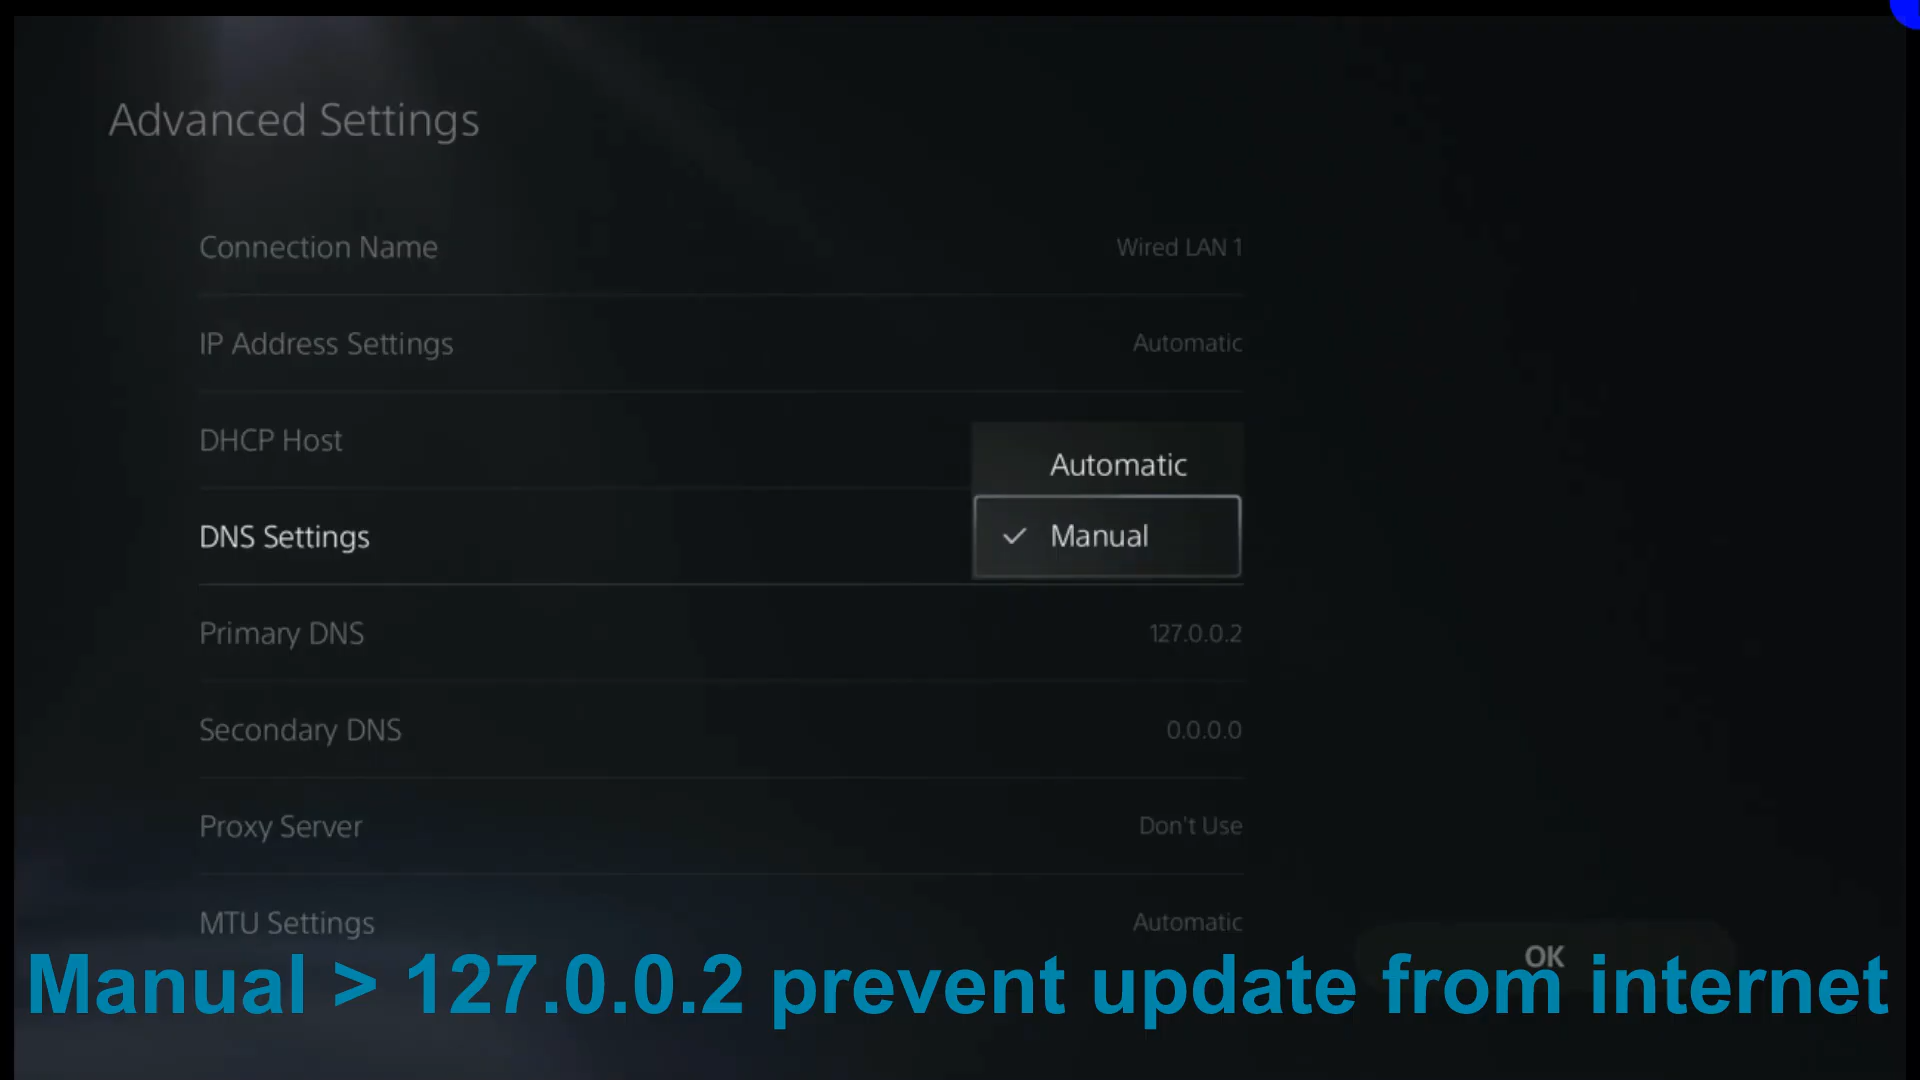 Advanced Settings
Connection Name Wired LAN 1
IP Address Settings Automatic
DHCP Host
Automatic
DNS Settings Manual
Primary DNS 127.0.0.2
Secondary DNS 0.0.0.0
Proxy Server Don't Use
MTU Settings Automatic
OK
Manual > 127.0.0.2 prevent update from internet